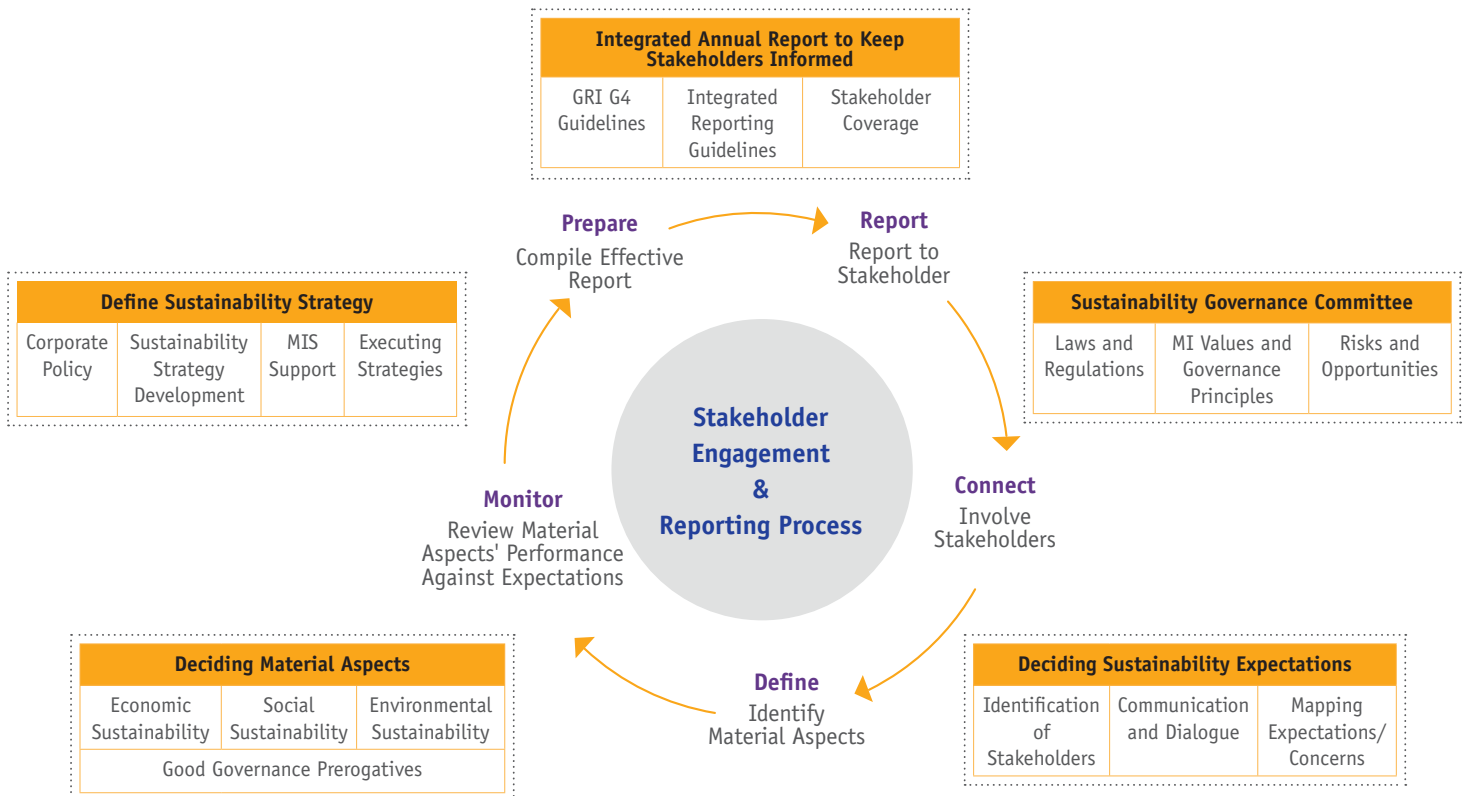 Integrated Annual Report to Keep
Stakeholders Informed
GRI G4
Guidelines
Integrated
Reporting
Guidelines
Stakeholder
Coverage
Prepare
Compile Effective
Report
Report
Report to
Stakeholder
Define Sustainability Strategy
Corporate
Policy
Sustainability
Strategy
Development
MIS
Support
Executing
Strategies
Sustainability Governance Committee
Laws and
Regulations
MI Values and
Governance
Principles
Risks and
Opportunities
Stakeholder
Engagement
&
Reporting Process
Monitor
Review Material
Aspects' Performance
Against Expectations
Connect
Involve
Stakeholders
Deciding Material Aspects
Economic
Sustainability
Social
Sustainability
Environmental
Sustainability
Good Governance Prerogatives
Define
Identify
Material Aspects
Deciding Sustainability Expectations
Identification
of
Stakeholders
Communication
and Dialogue
Mapping
Expectations/
Concerns